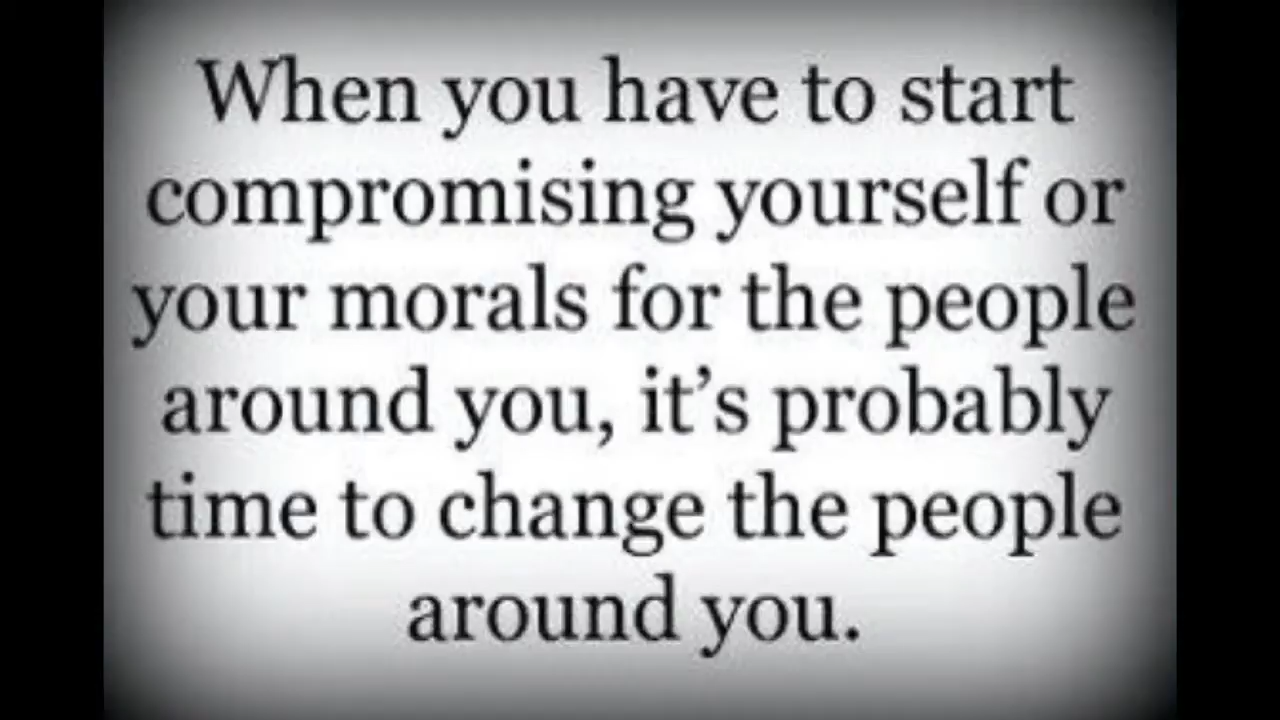 When you have to start
compromising yourself or
your morals for the people
around you, it’s probably
time to change the people
around you.